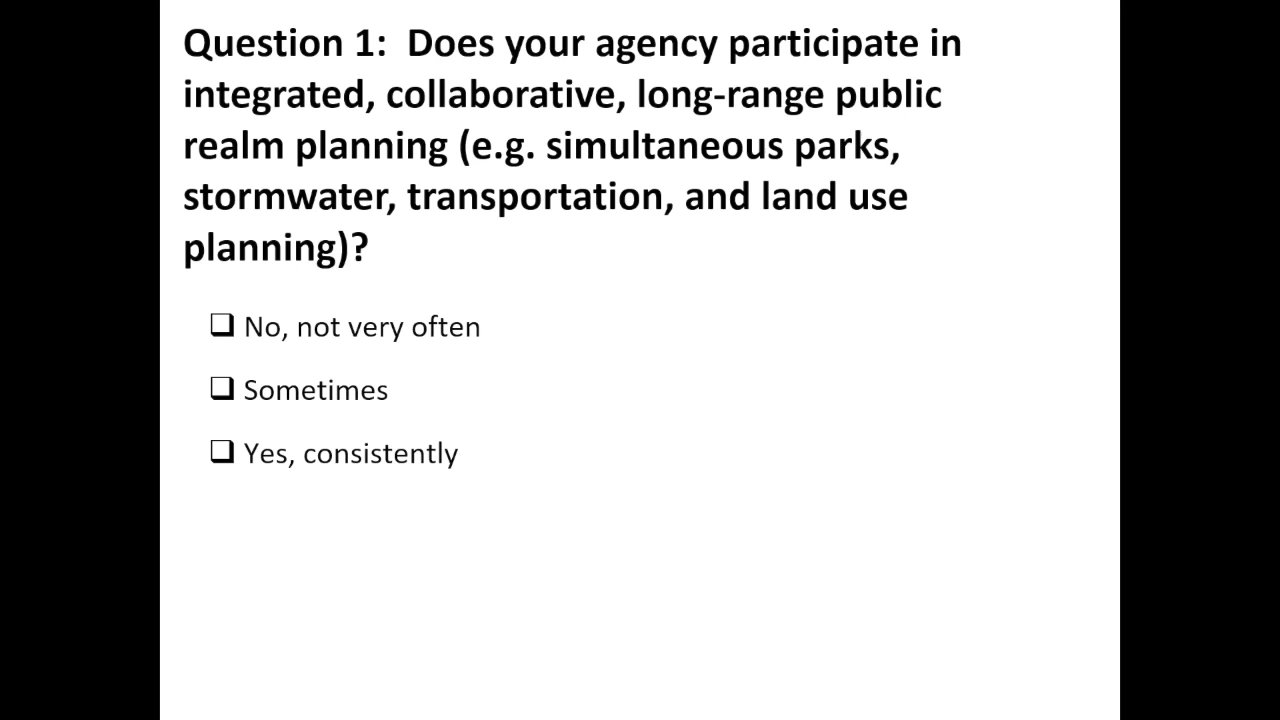 Question 1:  Does your agency participate in
integrated, collaborative, long-range public
realm planning (e.g. simultaneous parks,
stormwater, transportation, and land use
planning)?
❑ No, not very often
❑ Sometimes
❑ Yes, consistently